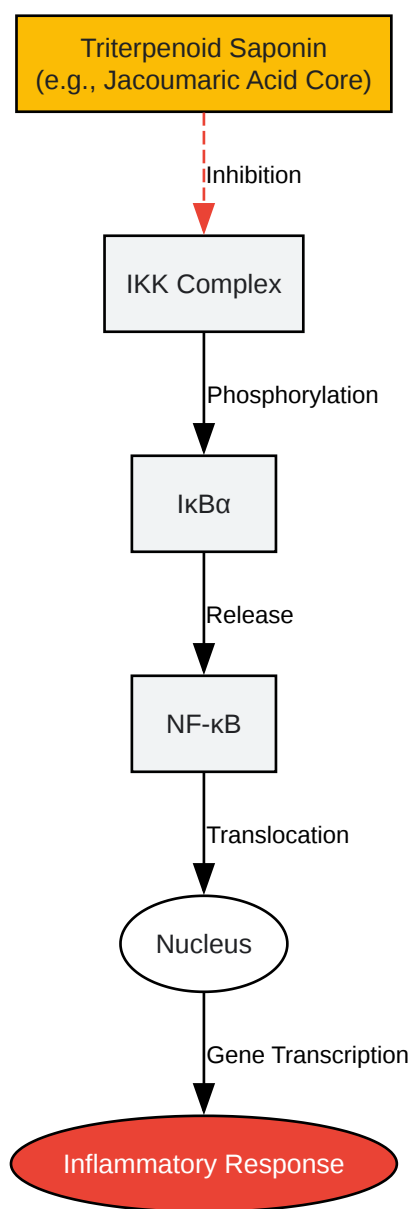 Triterpenoid Saponin
(e.g., Jacoumaric Acid Core)
Inhibition
IKK Complex
Phosphorylation
IκBα
Release
NF-κB
Translocation
Nucleus
Gene Transcription
Inflammatory Response